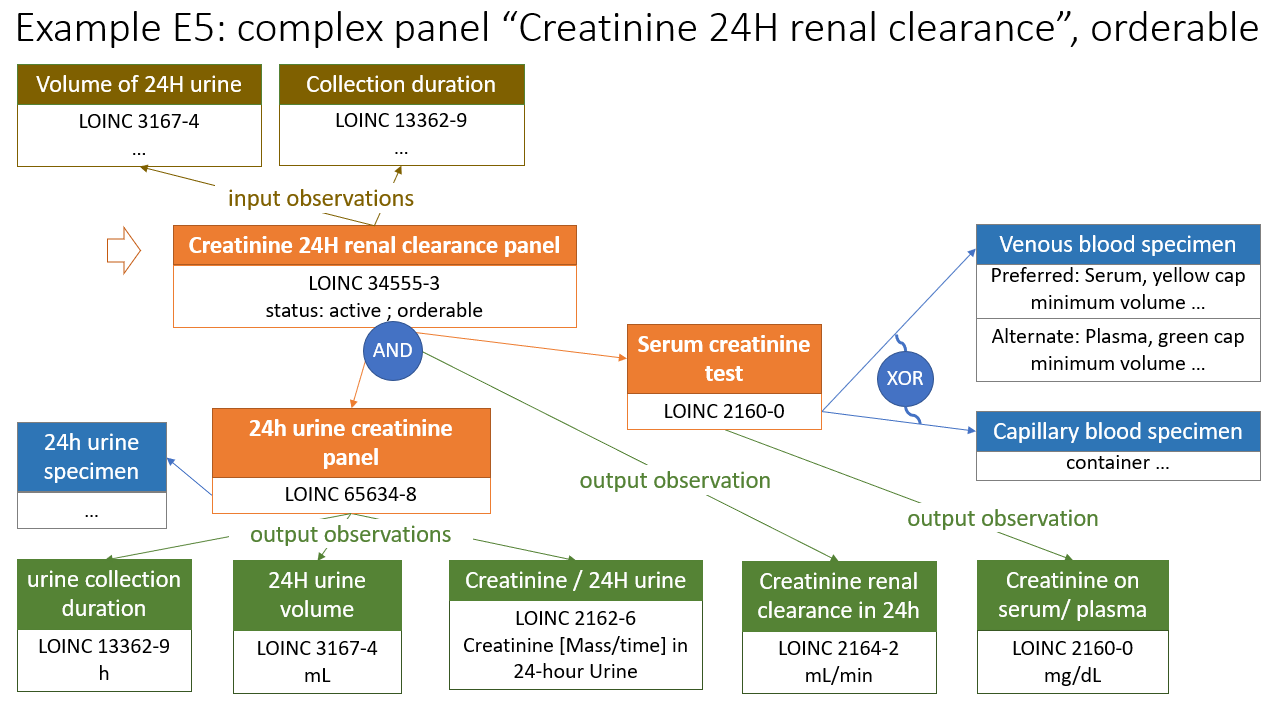 Example E5: complex panel “Creatinine 24H renal clearance”, orderable
Volume of 24H urine
LOINC 3167-4
...
Collection duration
LOINC 13362-9
...
input observations
Creatinine 24H renal clearance panel
LOINC 34555-3
status: active ; orderable
AND
Serum creatinine
test
LOINC 2160-0
XOR
Venous blood specimen
Preferred: Serum, yellow cap
minimum volume ...
Alternate: Plasma, green cap
minimum volume ...
Capillary blood specimen
container ...
24h urine creatinine
panel
LOINC 65634-8
24h urine
specimen
...
output observation
output observation
output observations
urine collection
duration
LOINC 13362-9
h
24H urine
volume
LOINC 3167-4
mL
Creatinine / 24H urine
LOINC 2162-6
Creatinine [Mass/time] in
24-hour Urine
Creatinine renal
clearance in 24h
LOINC 2164-2
mL/min
Creatinine on
serum/ plasma
LOINC 2160-0
mg/dL